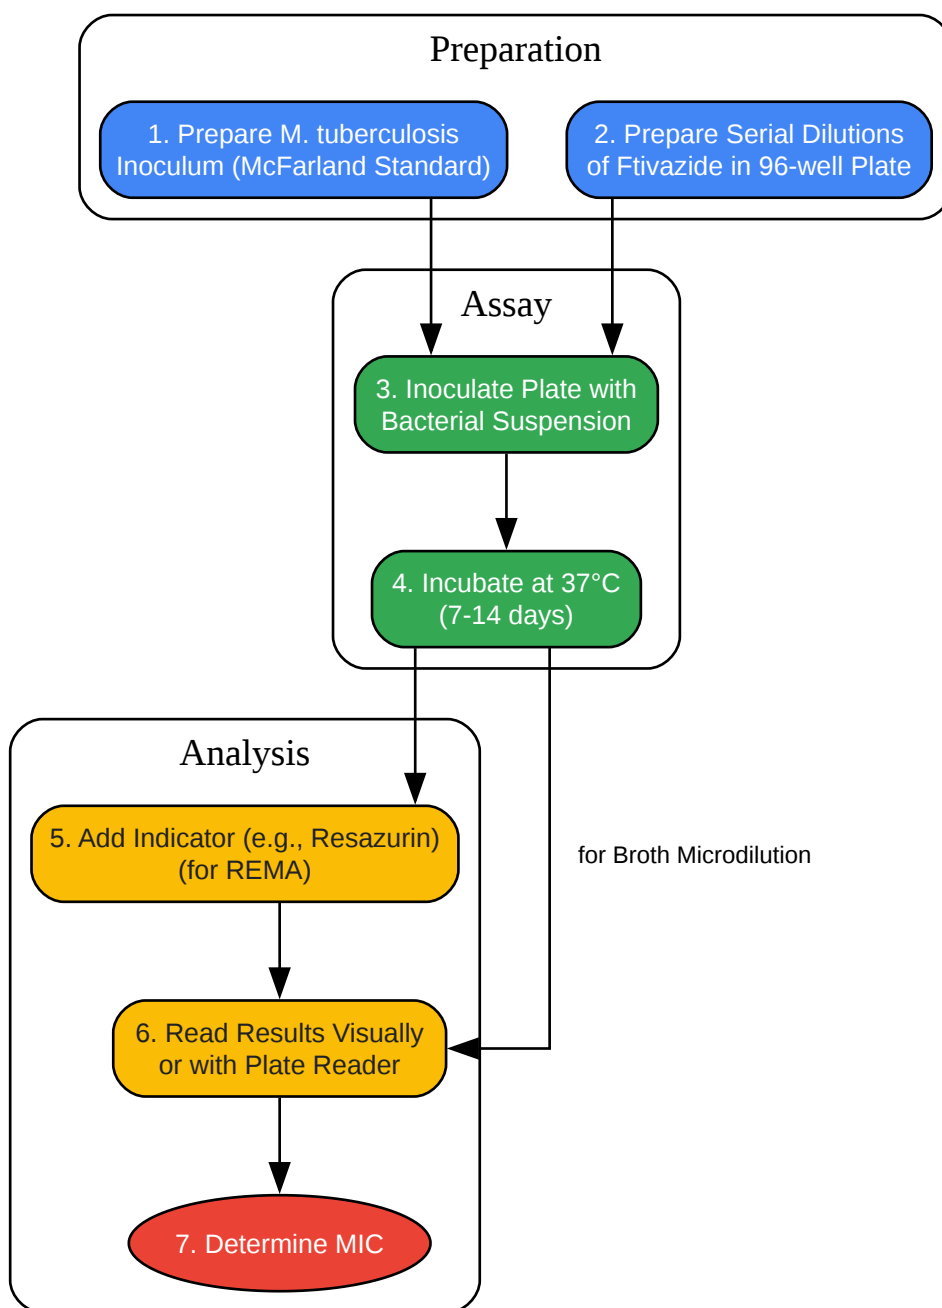 Preparation
1. Prepare M. tuberculosis
Inoculum (McFarland Standard)
2. Prepare Serial Dilutions
of Ftivazide in 96-well Plate
Assay
3. Inoculate Plate with
Bacterial Suspension
4. Incubate at 37°C
(7-14 days)
Analysis
5. Add Indicator (e.g., Resazurin)
(for REMA)
for Broth Microdilution
6. Read Results Visually
or with Plate Reader
7. Determine MIC